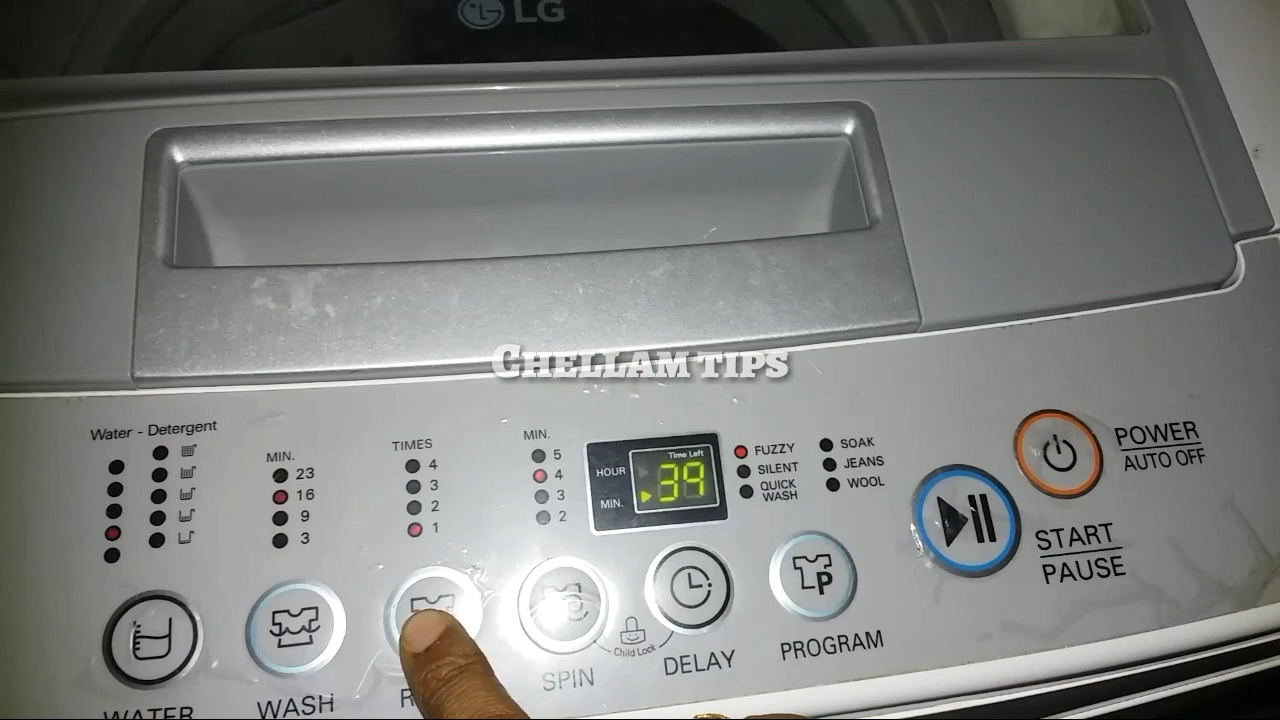 LG
CHELLAM TIPS
Water - Detergent
MIN.
23
16
9
3
TIMES
4
3
2
1
MIN.
5
4
3
2
HOUR
MIN.
Time Left
39
FUZZY
SILENT
QUICK
WASH
SOAK
JEANS
WOOL
POWER
AUTO OFF
START
PAUSE
WATER
WASH
SPIN
Child Lock
DELAY
P
PROGRAM